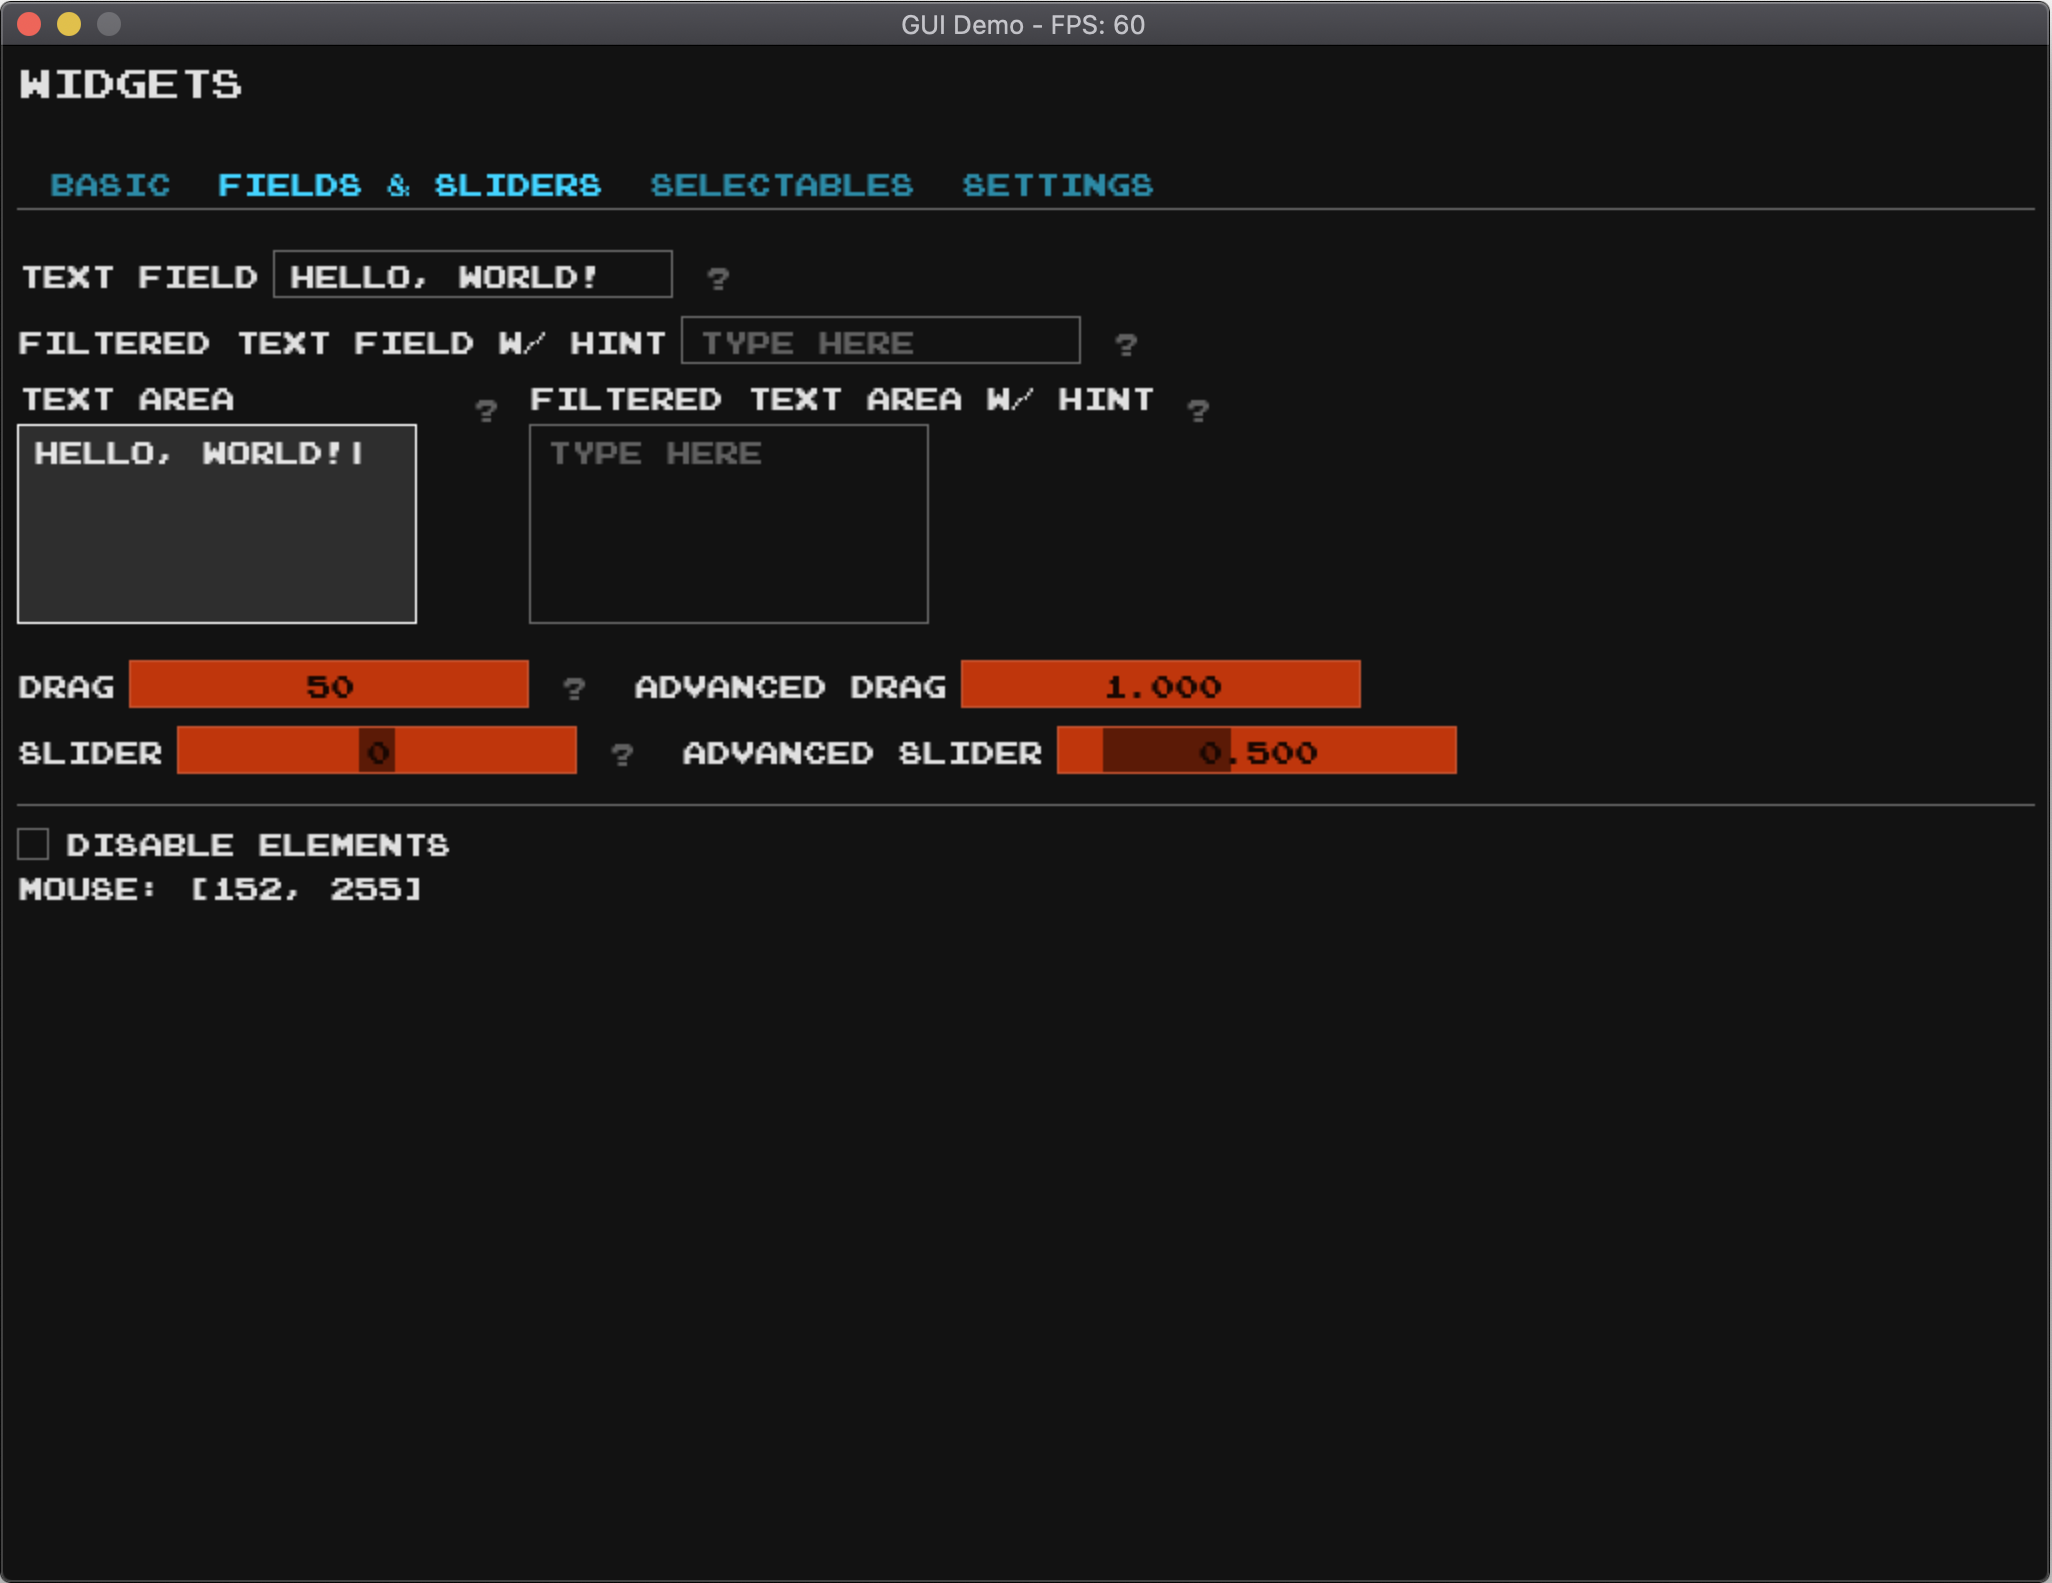 GUI Demo - FPS: 60
WIDGETS
BASIC FIELDS & SLIDERS SELECTABLES SETTINGS
TEXT FIELD HELLO, WORLD! ?
FILTERED TEXT FIELD W/ HINT TYPE HERE ?
TEXT AREA ? FILTERED TEXT AREA W/ HINT ?
HELLO, WORLD! TYPE HERE
DRAG 50 ? ADVANCED DRAG 1.000
SLIDER 0 ? ADVANCED SLIDER 0.500
DISABLE ELEMENTS
MOUSE: [152, 255]